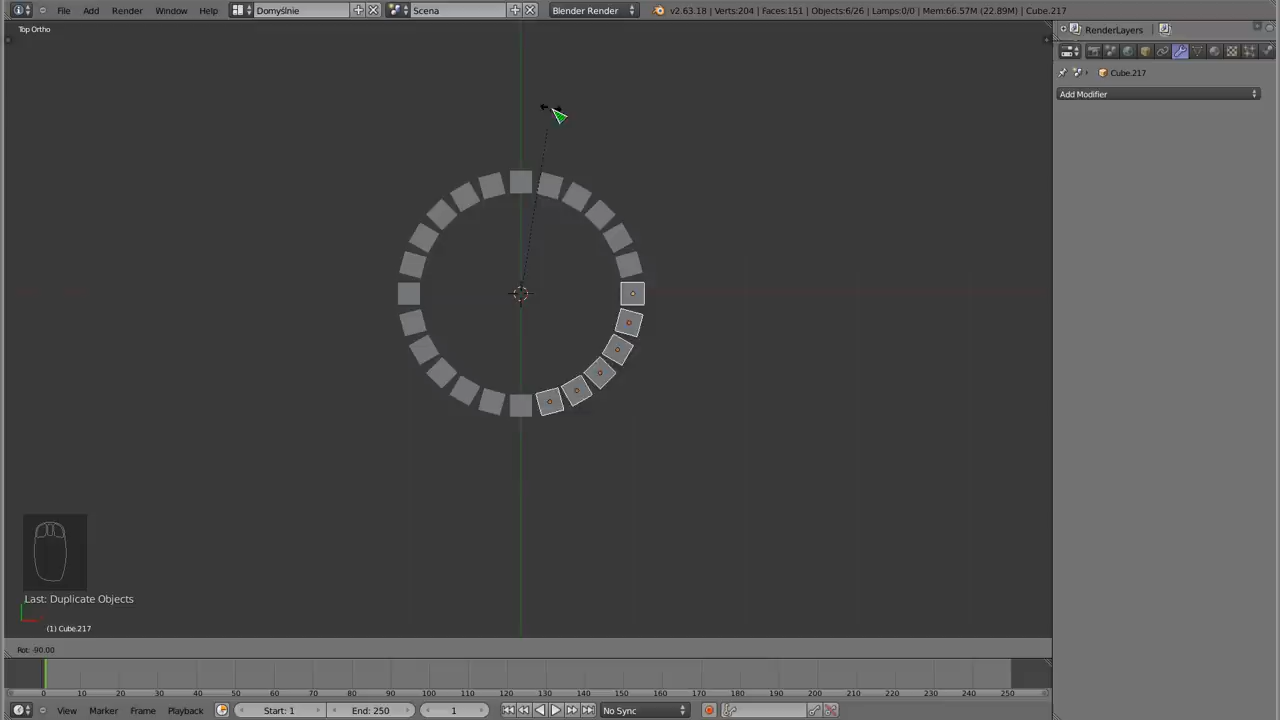 File Add Render Window Help Domyślnie Scena Blender Render v2.63.18 | Verts:204 | Faces:151 | Objects:6/26 | Lamps:0/0 | Mem:66.57M (22.89M) | Cube.217
Top Ortho
RenderLayers
Cube.217
Add Modifier
Last: Duplicate Objects
(1) Cube.217
Rot: -90.00
0 10 20 30 40 50 60 70 80 90 100 110 120 130 140 150 160 170 180 190 200 210 220 230 240 250
View Marker Frame Playback Start: 1 End: 250 1 No Sync